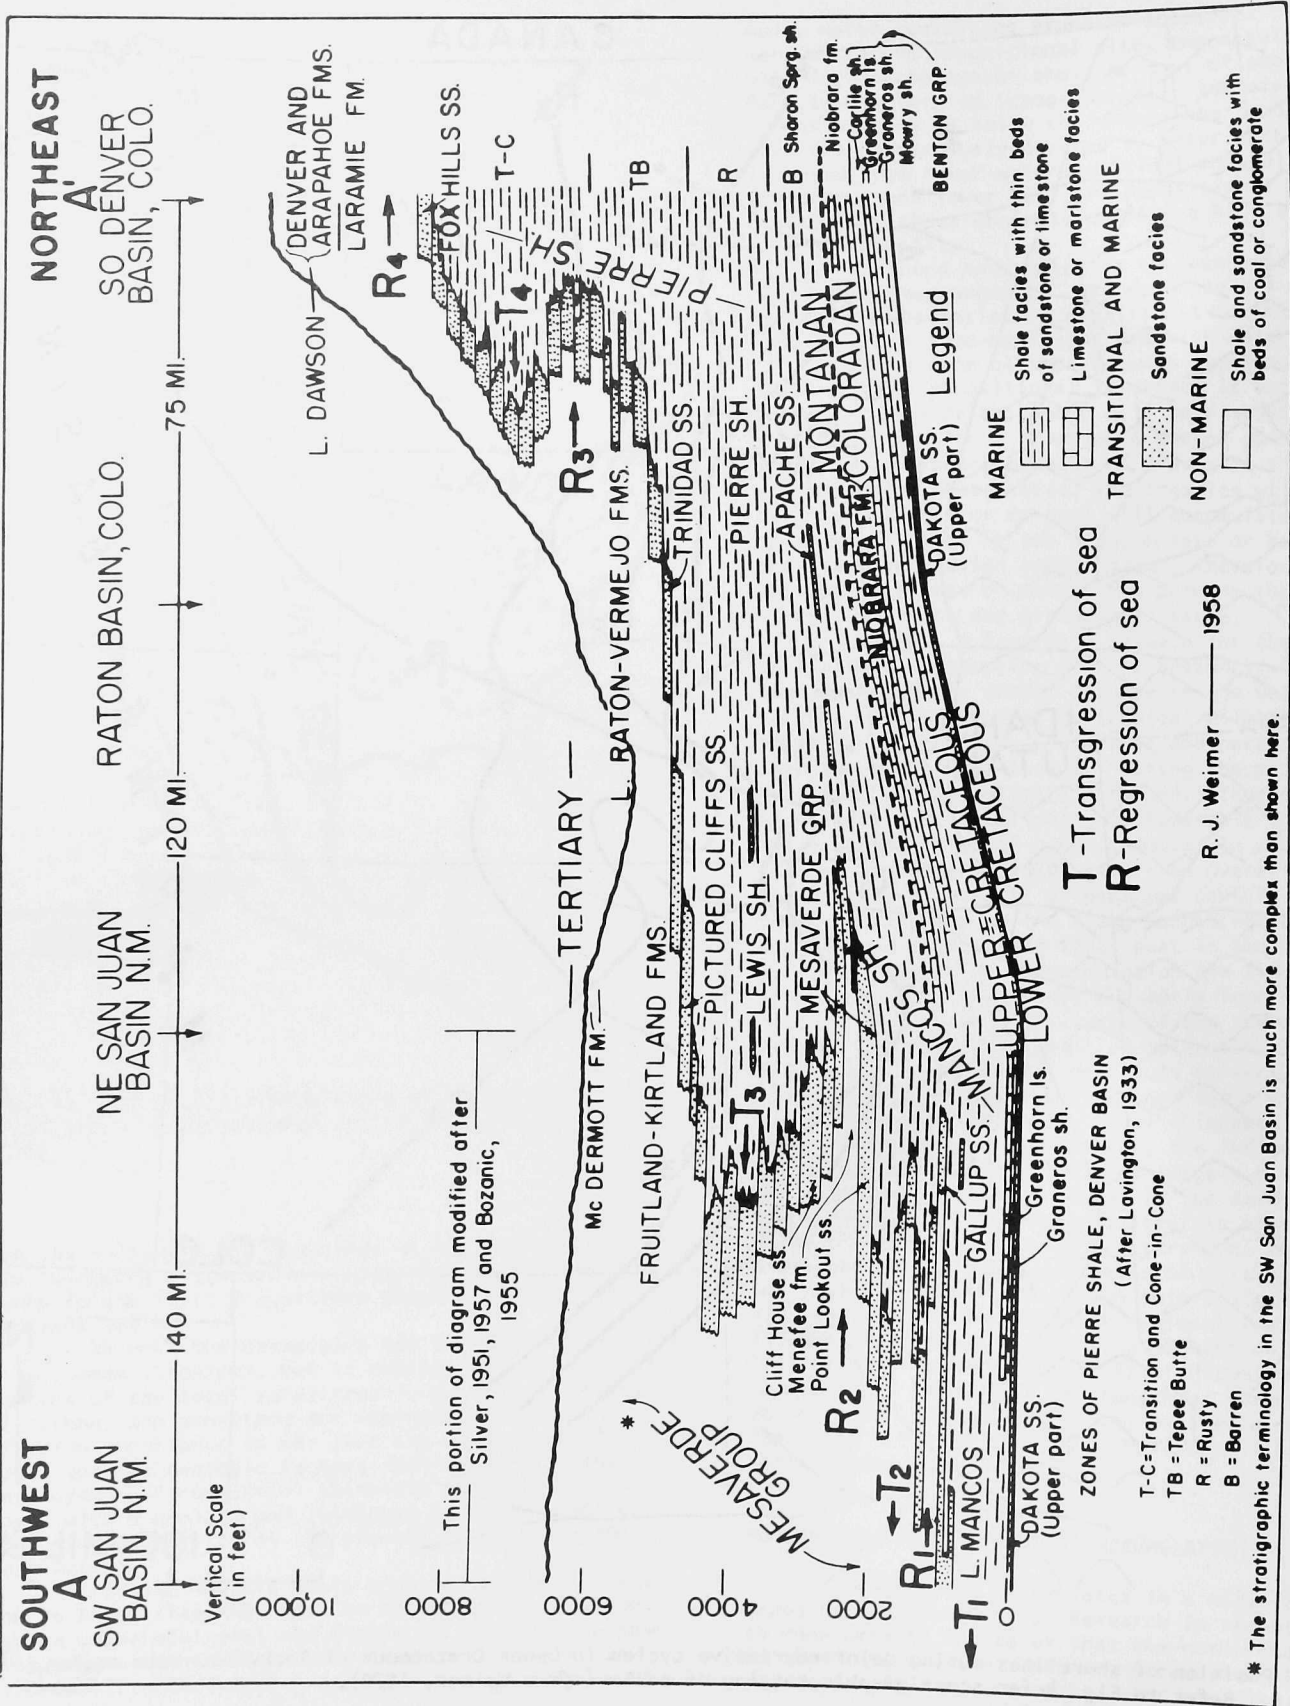 SOUTHWEST
A
SW SAN JUAN
BASIN N.M.
140 MI.
NE SAN JUAN
BASIN N.M.
120 MI.
RATON BASIN, COLO.
75 MI.
NORTHEAST
A'
SO DENVER
BASIN, COLO.
Vertical Scale
(in feet)
10,000
8000
6000
4000
2000
0
This portion of diagram modified after
Silver, 1951, 1957 and Bozanic,
1955
L. DAWSON
DENVER AND
ARAPAHOE FMS.
LARAMIE FM.
R4
FOX HILLS SS.
T-C
T4
PIERRE SH.
TB
R
B
Sharon Sprg. sh.
Niobrara fm.
Carlile sh.
Greenhorn ls.
Graneros sh.
Mowry sh.
BENTON GRP.
R3
TERTIARY
Mc DERMOTT FM.
L. RATON-VERMEJO FMS.
FRUITLAND-KIRTLAND FMS.
TRINIDAD SS.
PICTURED CLIFFS SS.
PIERRE SH.
LEWIS SH
T3
APACHE SS.
MESAVERDE GRP.
MONTANAN
COLORADAN
NIOBRARA FM.
MESAVERDE *
GROUP
Cliff House ss.
Menefee fm.
Point Lookout ss.
R2
T2
R1
T1
L. MANCOS
GALLUP SS.
MANCOS SH
UPPER CRETACEOUS
LOWER CRETACEOUS
DAKOTA SS.
(Upper part)
DAKOTA SS.
(Upper part)
Greenhorn ls.
Graneros sh.
ZONES OF PIERRE SHALE, DENVER BASIN
(After Lavington, 1933)
T-C = Transition and Cone-in-Cone
TB = Tepee Butte
R = Rusty
B = Barren
T-Transgression of sea
R-Regression of sea
R. J. Weimer — 1958
Legend
MARINE
Shale facies with thin beds
of sandstone or limestone
Limestone or marlstone facies
TRANSITIONAL AND MARINE
Sandstone facies
NON-MARINE
Shale and sandstone facies with
beds of coal or conglomerate
* The stratigraphic terminology in the SW San Juan Basin is much more complex than shown here.